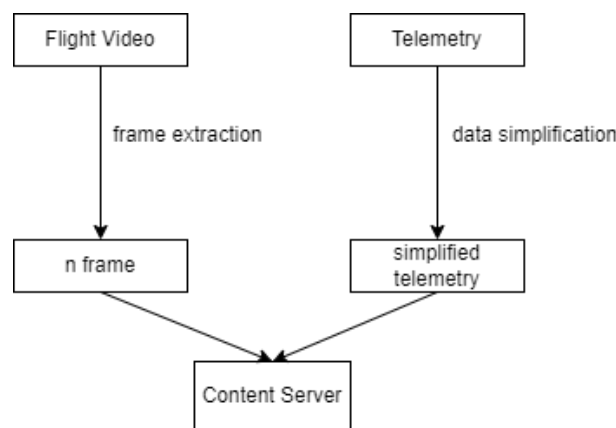 Flight Video
Telemetry
frame extraction
data simplification
n frame
simplified
telemetry
Content Server